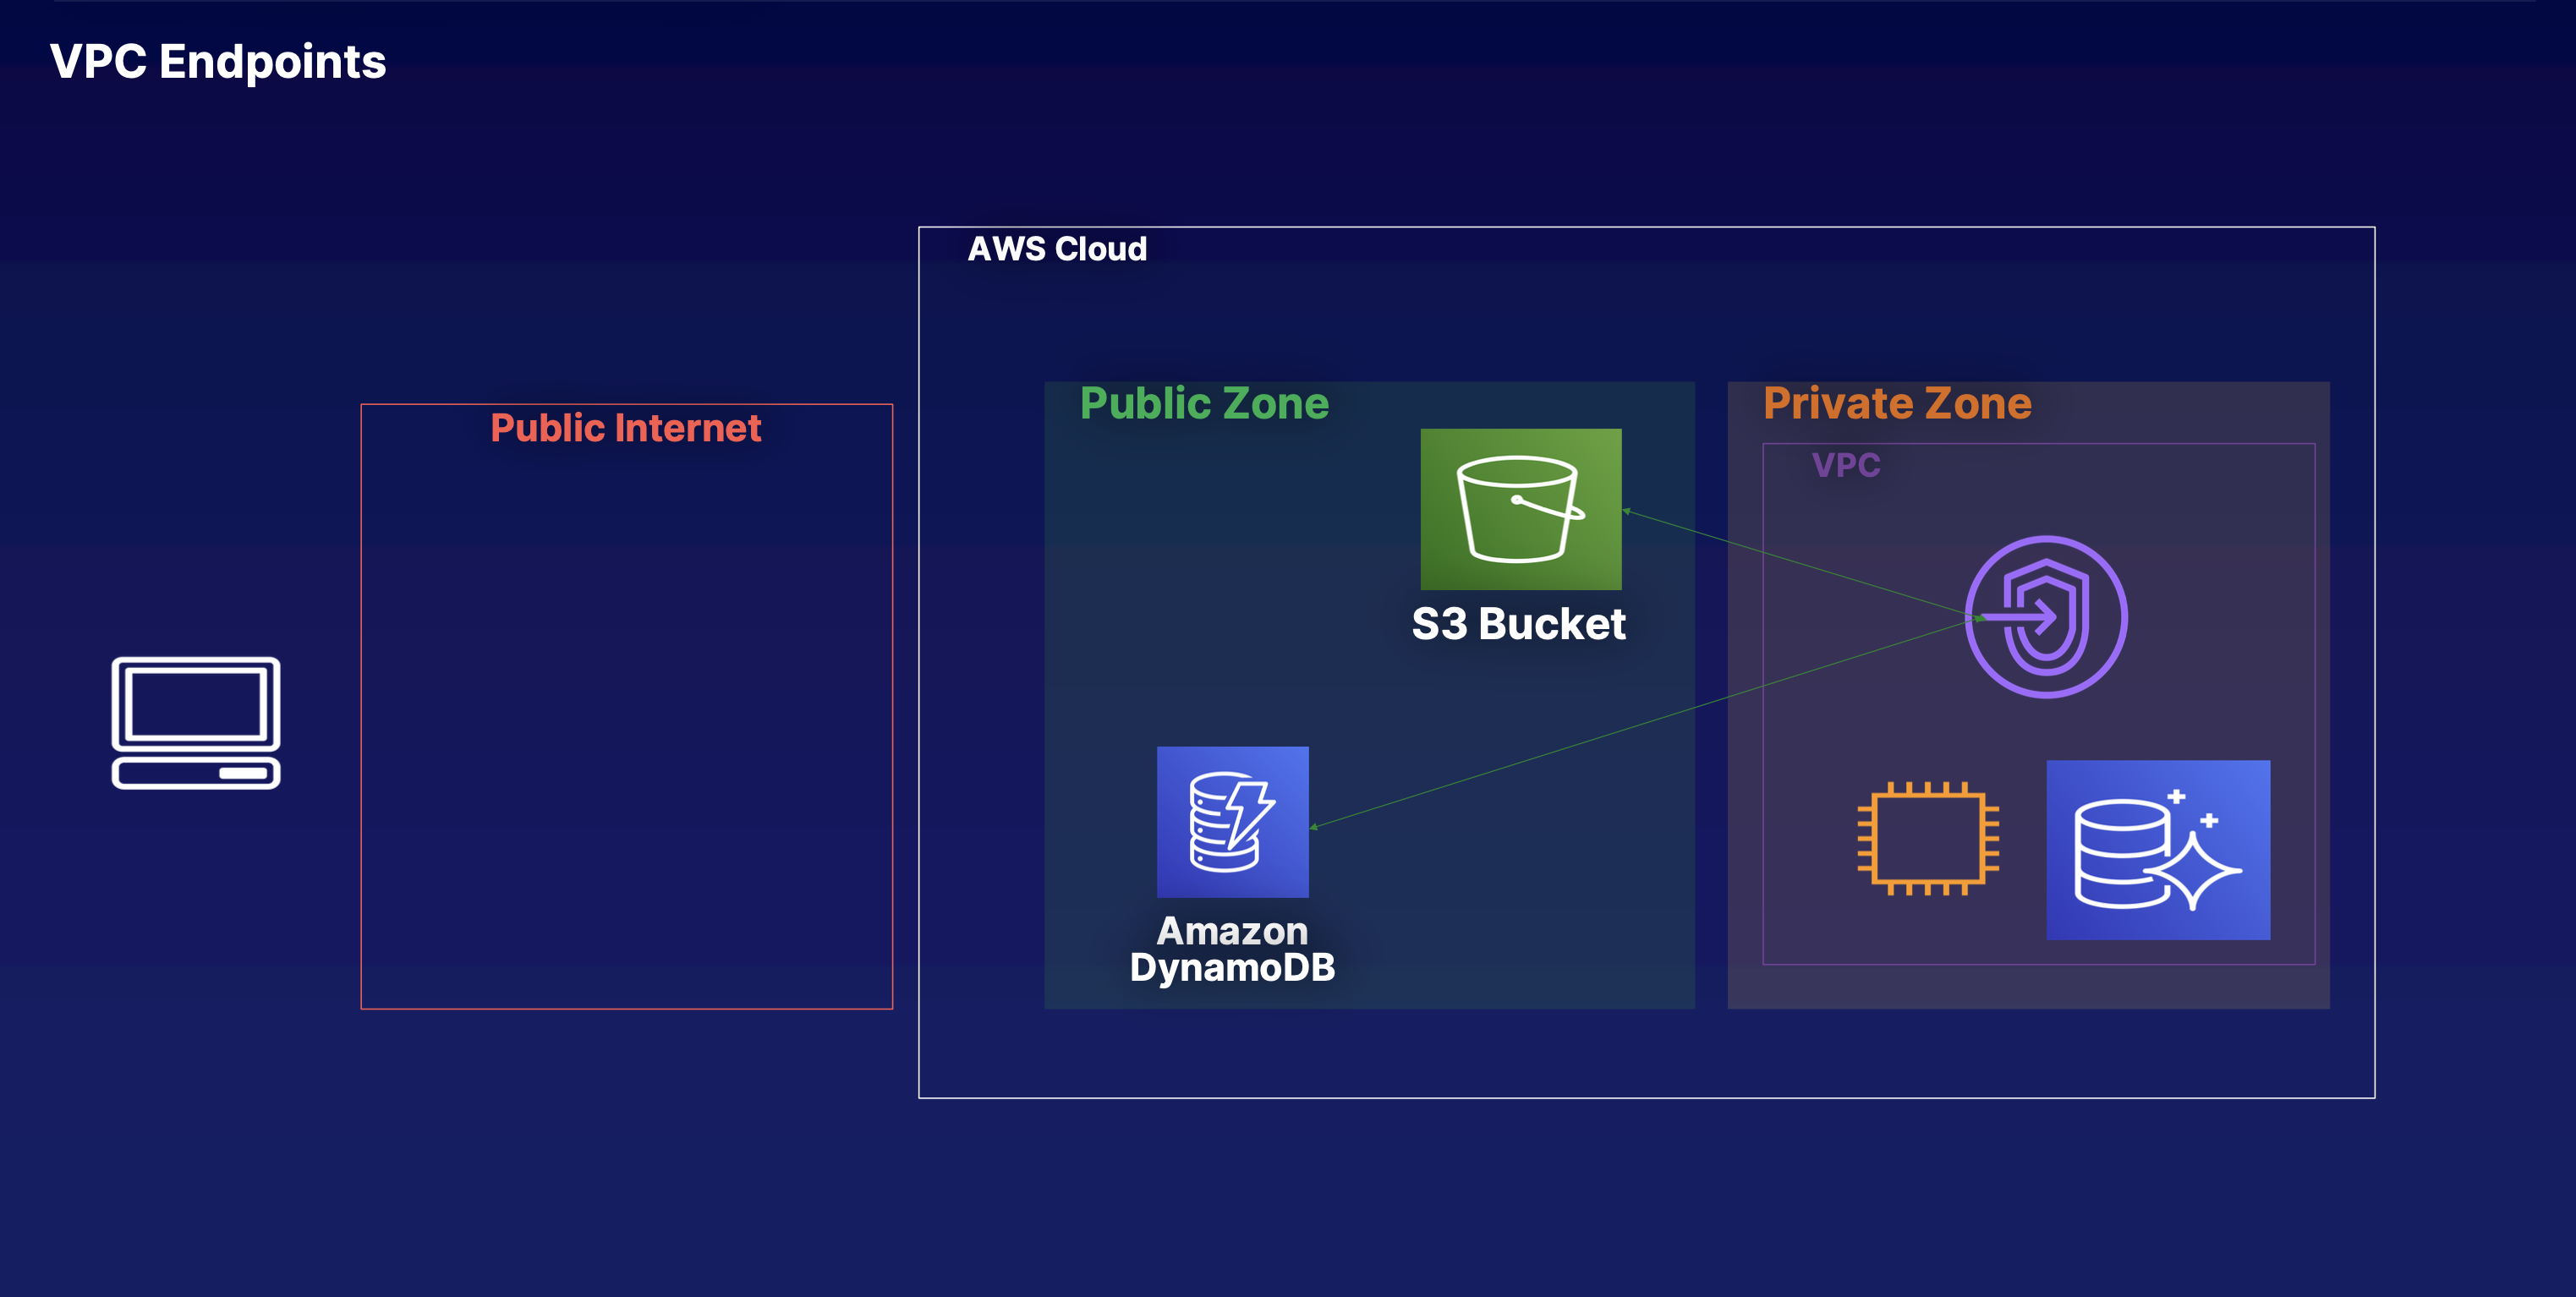 VPC Endpoints
AWS Cloud
Public Internet
Public Zone
Private Zone
VPC
S3 Bucket
Amazon
DynamoDB